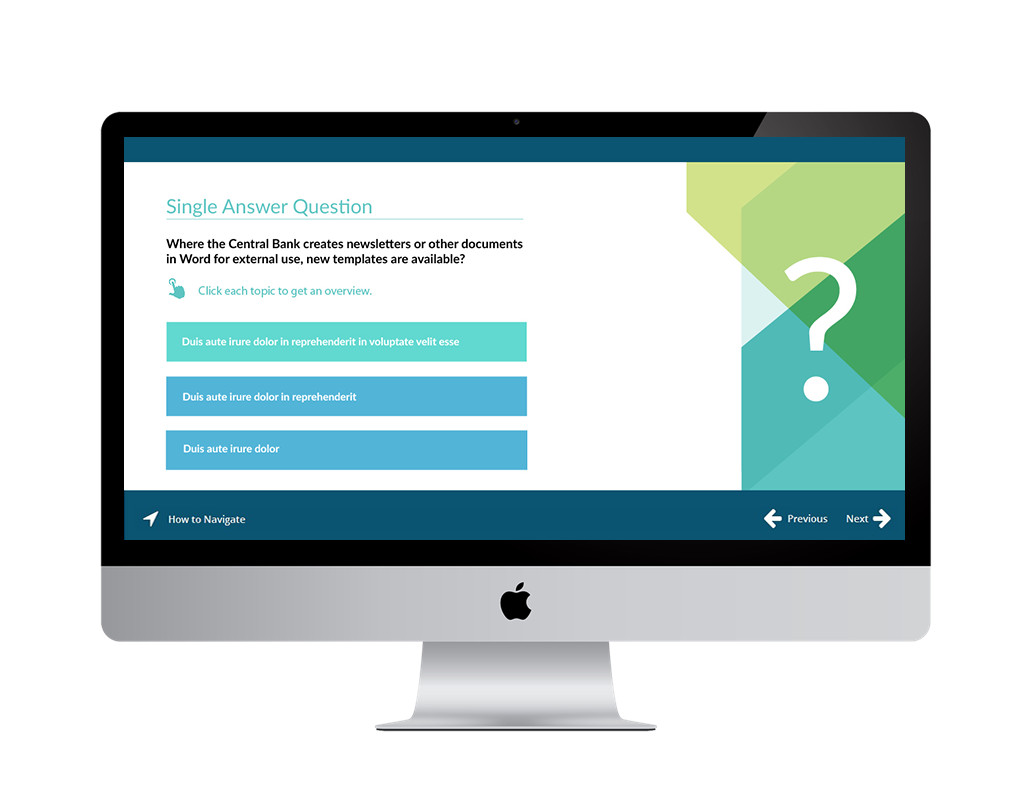 Single Answer Question
Where the Central Bank creates newsletters or other documents
in Word for external use, new templates are available?
Click each topic to get an overview.
Duis aute irure dolor in reprehenderit in voluptate velit esse
Duis aute irure dolor in reprehenderit
Duis aute irure dolor
?
How to Navigate
Previous
Next